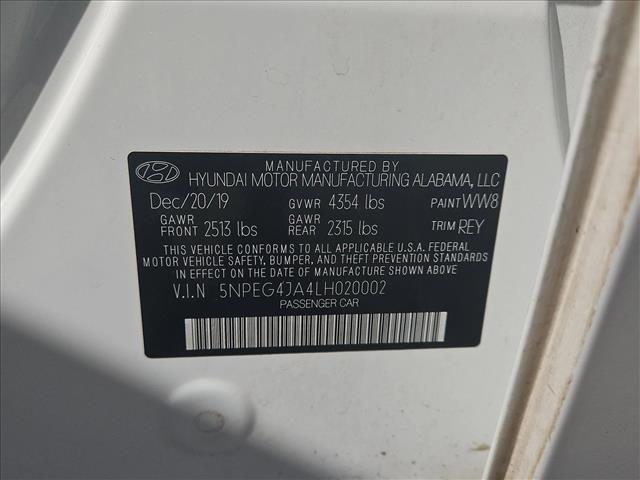 MANUFACTURED BY
HYUNDAI MOTOR MANUFACTURING ALABAMA, LLC
Dec/20/19 GVWR 4354 lbs PAINT WW8
GAWR FRONT 2513 lbs GAWR REAR 2315 lbs TRIM REY
THIS VEHICLE CONFORMS TO ALL APPLICABLE U.S.A. FEDERAL
MOTOR VEHICLE SAFETY, BUMPER, AND THEFT PREVENTION STANDARDS
IN EFFECT ON THE DATE OF MANUFACTURE SHOWN ABOVE
V.I.N 5NPEG4JA4LH020002
PASSENGER CAR